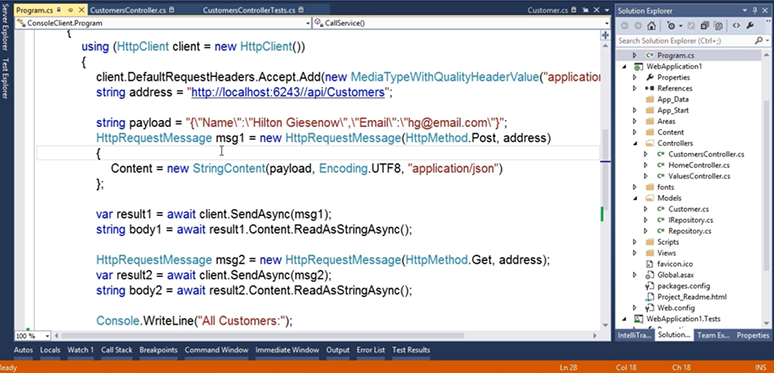 Server Explorer
Test Explorer
Program.cs
CustomersController.cs
CustomersControllerTests.cs
Customer.cs
ConsoleClient.Program
CallService()
{
using (HttpClient client = new HttpClient())
{
client.DefaultRequestHeaders.Accept.Add(new MediaTypeWithQualityHeaderValue("application
string address = "http://localhost:6243//api/Customers";
string payload = "{\"Name\":\"Hilton Giesenow\",\"Email\":\"hg@email.com\"}";
HttpRequestMessage msg1 = new HttpRequestMessage(HttpMethod.Post, address)
{
Content = new StringContent(payload, Encoding.UTF8, "application/json")
};
var result1 = await client.SendAsync(msg1);
string body1 = await result1.Content.ReadAsStringAsync();
HttpRequestMessage msg2 = new HttpRequestMessage(HttpMethod.Get, address);
var result2 = await client.SendAsync(msg2);
string body2 = await result2.Content.ReadAsStringAsync();
Console.WriteLine("All Customers:");
100 %
Solution Explorer
Search Solution Explorer (Ctrl+;)
Program.cs
WebApplication1
Properties
References
App_Data
App_Start
Areas
Content
Controllers
CustomersController.cs
HomeController.cs
ValuesController.cs
fonts
Models
Customer.cs
IRepository.cs
Repository.cs
Scripts
Views
favicon.ico
Global.asax
packages.config
Project_Readme.html
Web.config
WebApplication1.Tests
IntelliTra... Solution... Team Ex... Class View
Autos Locals Watch 1 Call Stack Breakpoints Command Window Immediate Window Output Error List Test Results
Ready Ln 28 Col 18 Ch 18 INS